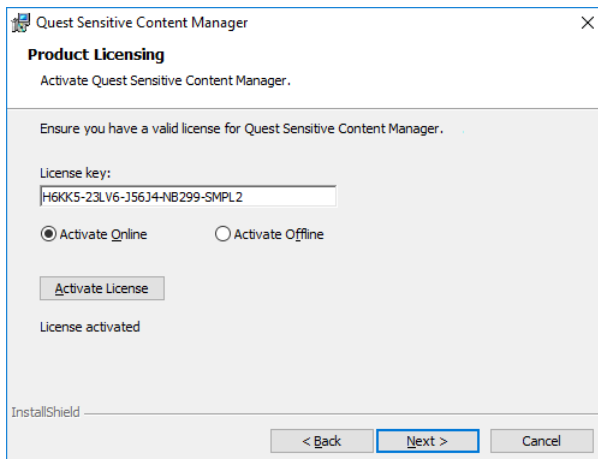 Quest Sensitive Content Manager
Product Licensing
Activate Quest Sensitive Content Manager.
Ensure you have a valid license for Quest Sensitive Content Manager.
License key:
H6KK5-23LV6-J56J4-NB299-SMPL2
Activate Online Activate Offline
Activate License
License activated
InstallShield
< Back Next > Cancel